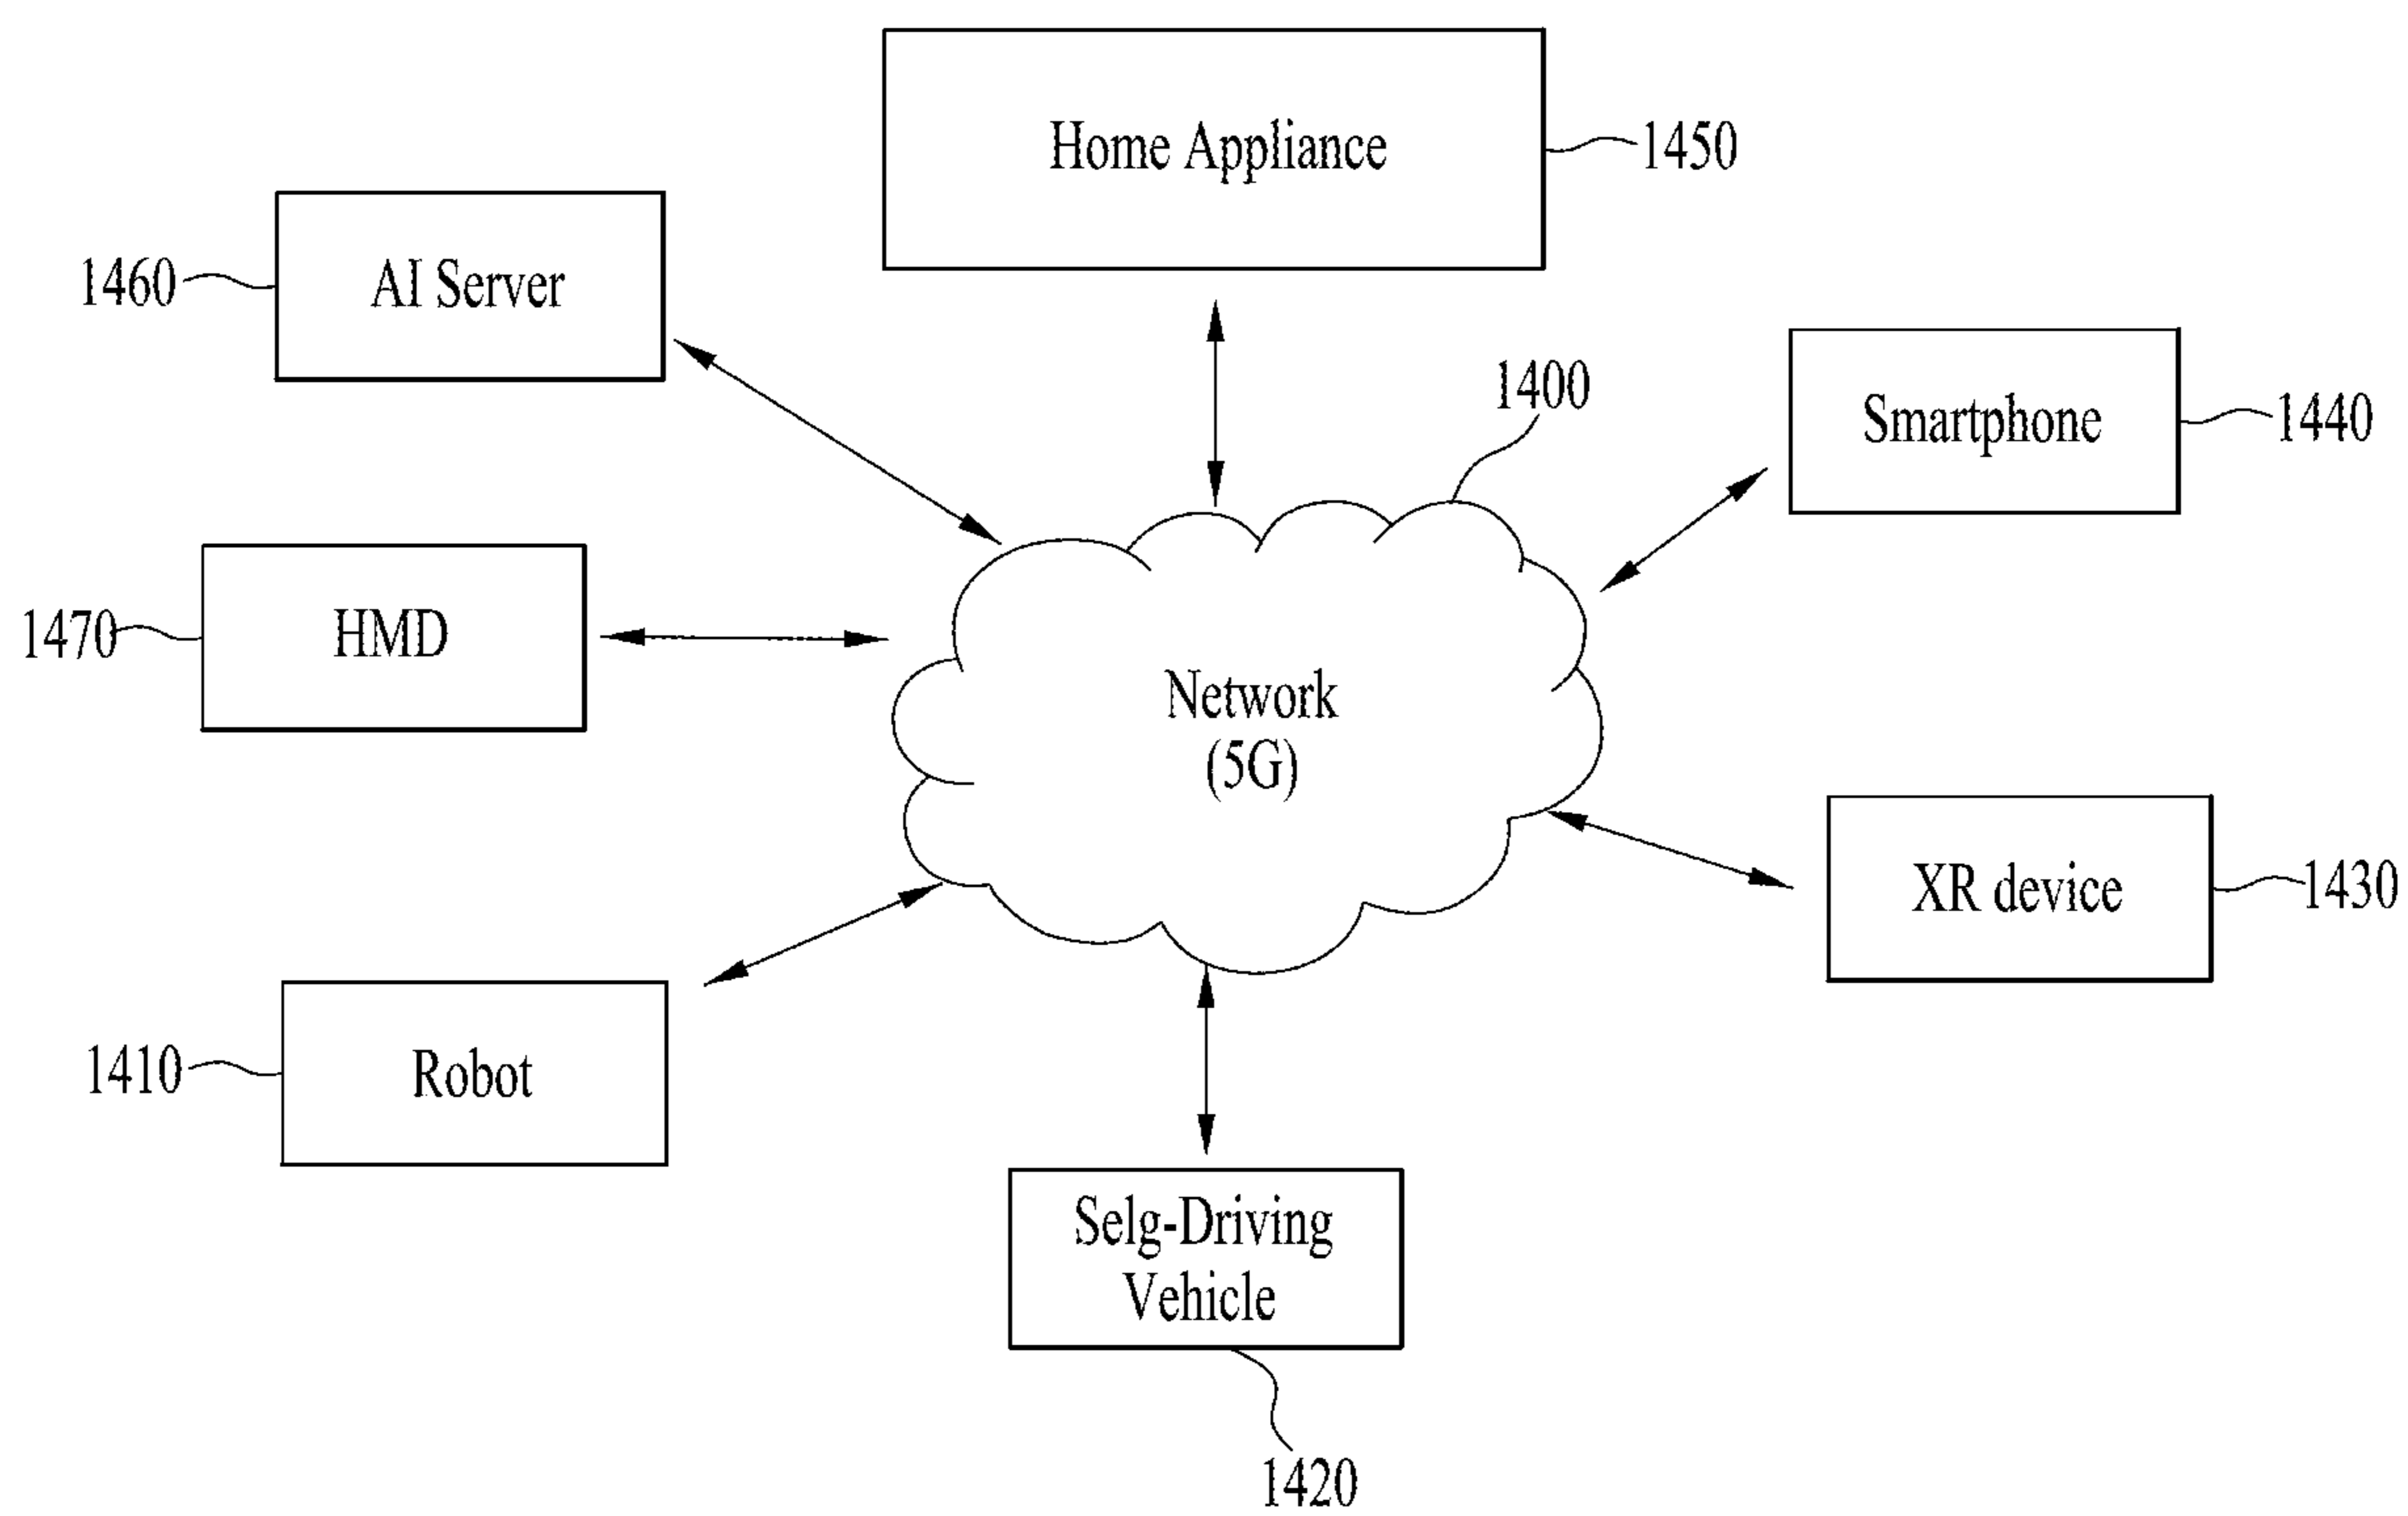 Home Appliance
1450
1460
AI Server
1400
Smartphone
1440
1470
HMD
Network
(5G)
XR device
1430
1410
Robot
Selg-Driving
Vehicle
1420